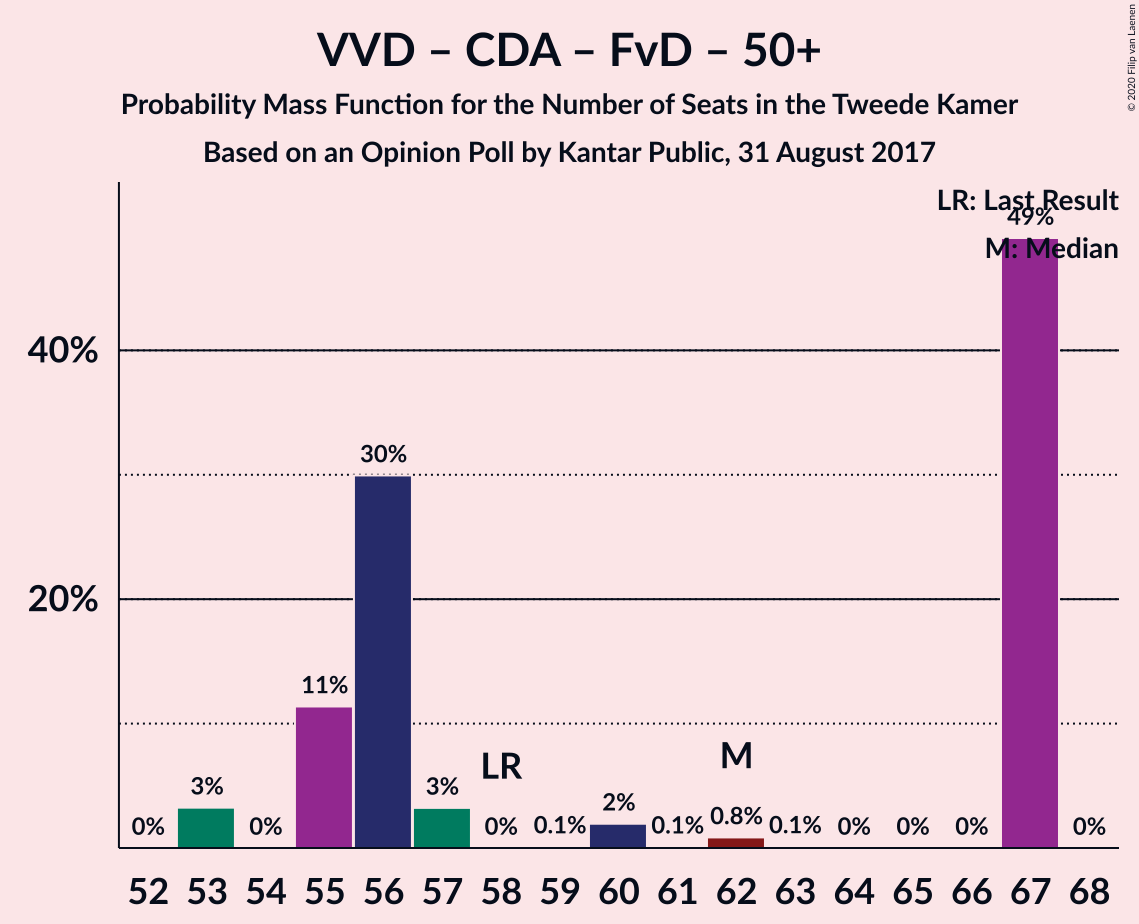 VVD – CDA – FvD – 50+
Probability Mass Function for the Number of Seats in the Tweede Kamer
Based on an Opinion Poll by Kantar Public, 31 August 2017
© 2020 Filip van Laenen
LR: Last Result
M: Median
40%
20%
0% 3% 0% 11% 30% 3% 0% 0.1% 2% 0.1% 0.8% 0.1% 0% 0% 0% 49% 0%
LR M
52 53 54 55 56 57 58 59 60 61 62 63 64 65 66 67 68